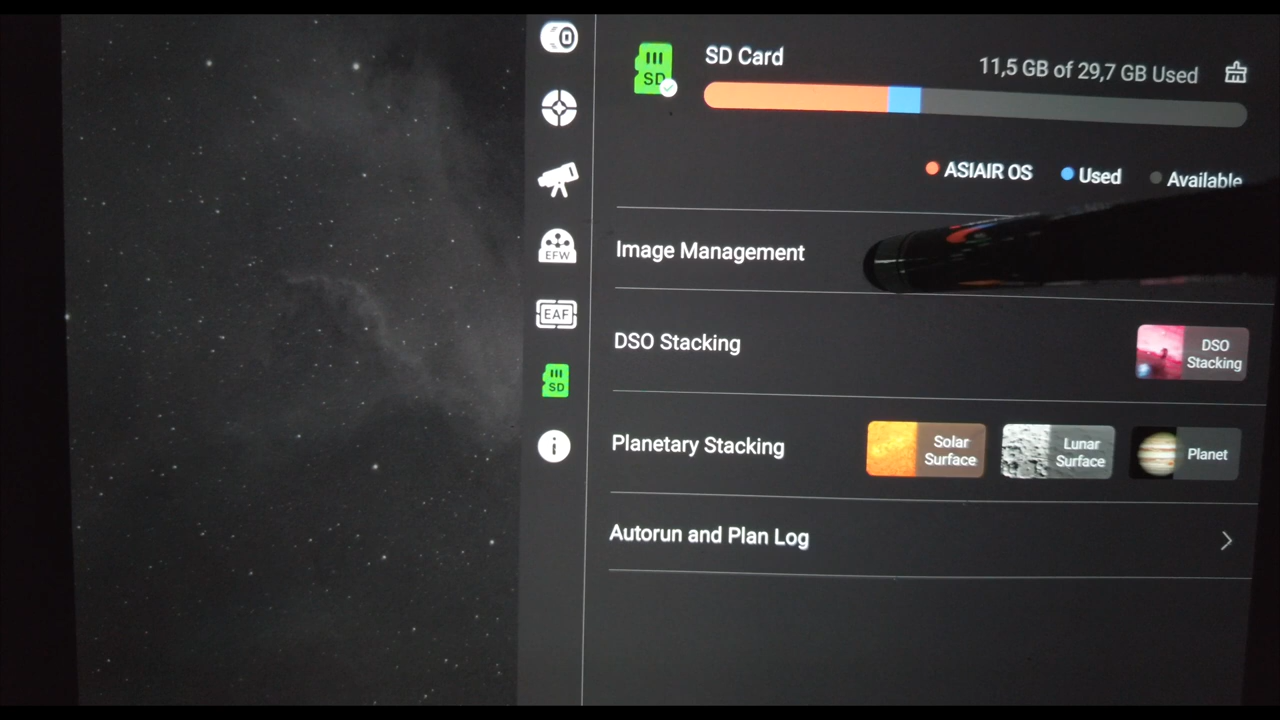 SD Card
11,5 GB of 29,7 GB Used
SD
ASIAIR OS
Used
Available
EFW
Image Management
EAF
DSO Stacking
DSO
Stacking
SD
Planetary Stacking
Solar
Surface
Lunar
Surface
Planet
Autorun and Plan Log